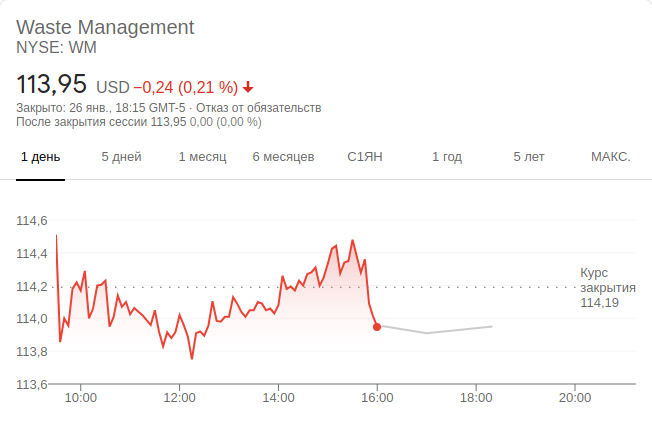 Waste Management
NYSE: WM
113,95 USD −0,24 (0,21 %)
Закрыто: 26 янв., 18:15 GMT-5 · Отказ от обязательств
После закрытия сессии 113,95 0,00 (0,00 %)
1 день 5 дней 1 месяц 6 месяцев С1ЯН 1 год 5 лет МАКС.
114,6
114,4
114,2
114,0
113,8
113,6
Курс
закрытия
114,19
10:00 12:00 14:00 16:00 18:00 20:00